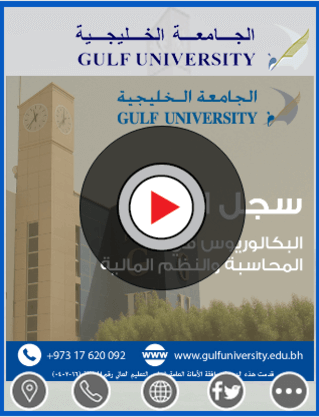 الجامعة الخليجية
GULF UNIVERSITY
الجامعة الخليجية
GULF UNIVERSITY
سجل
البكالوريوس
المحاسبة والنظم المالية
+973 17 620 092
www.gulfuniversity.edu.bh